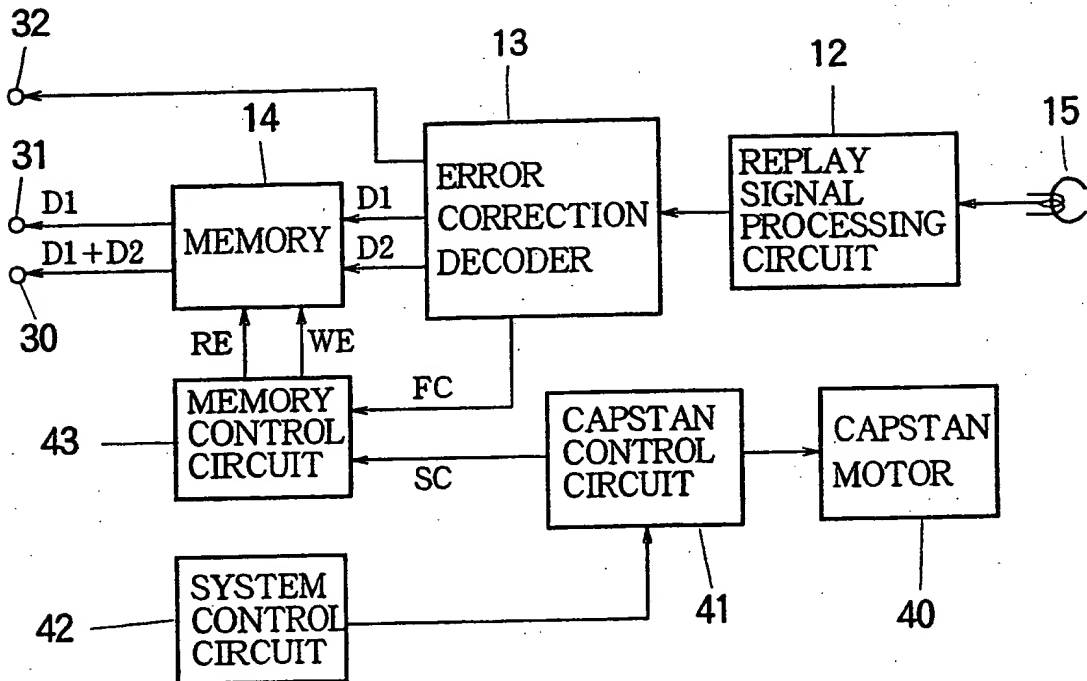 32
13
12
14
15
31
D1
ERROR
CORRECTION
DECODER
REPLAY
SIGNAL
PROCESSING
CIRCUIT
MEMORY
D1
D2
D1+D2
30
RE
WE
FC
SC
MEMORY
CONTROL
CIRCUIT
43
CAPSTAN
CONTROL
CIRCUIT
CAPSTAN
MOTOR
41
40
SYSTEM
CONTROL
CIRCUIT
42